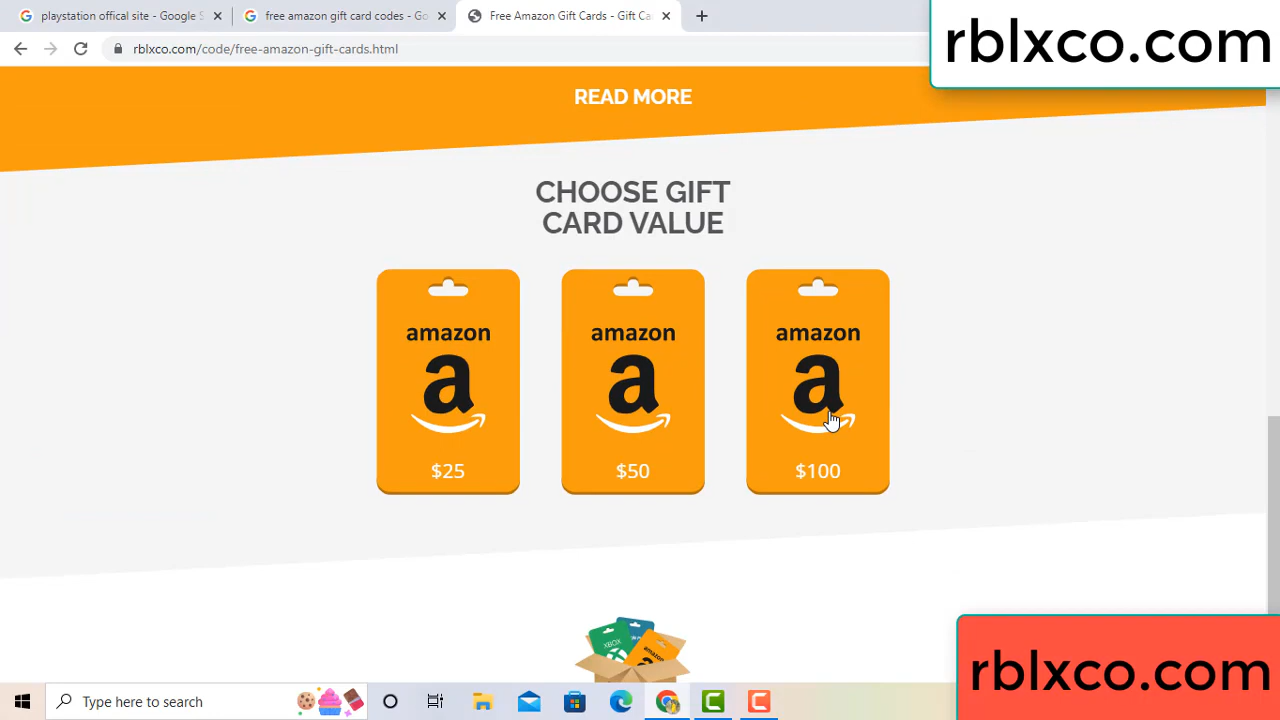 playstation offical site - Google S
free amazon gift card codes - Go
Free Amazon Gift Cards - Gift Ca
rblxco.com/code/free-amazon-gift-cards.html
rblxco.com
READ MORE
CHOOSE GIFT
CARD VALUE
amazon amazon amazon
a a a
$25 $50 $100
XBOX
amazon
rblxco.com
Type here to search